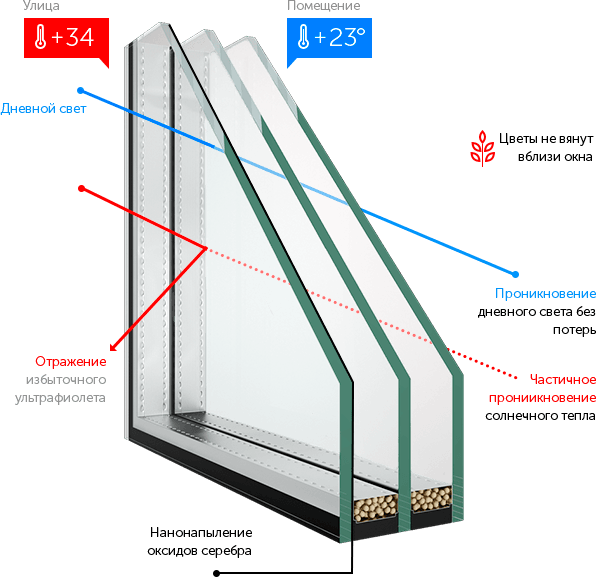 Улица
+34
Помещение
+23°
Дневной свет
Цветы не вянут
вблизи окна
Проникновение
дневного света без
потерь
Отражение
избыточного
ультрафиолета
Частичное
прониикновение
солнечного тепла
Нанонапыление
оксидов серебра